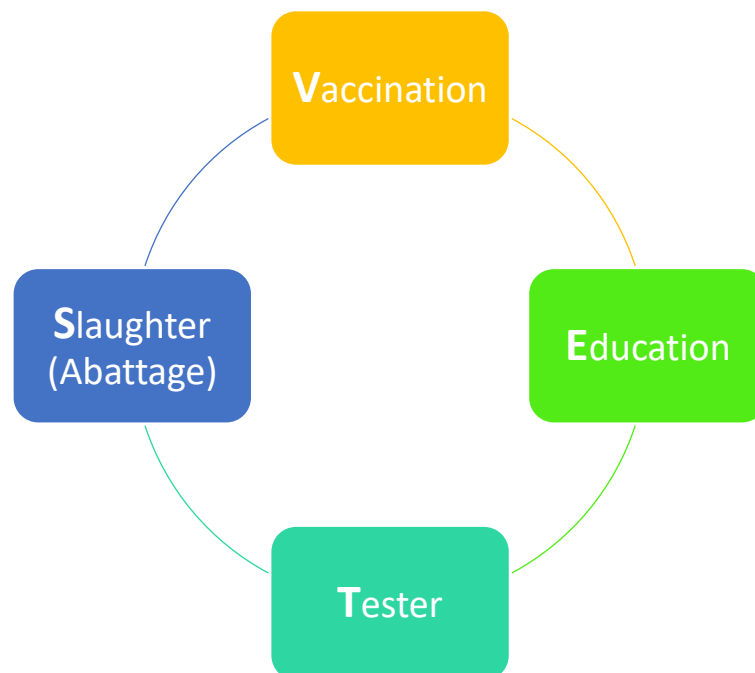 Vaccination
Education
Tester
Slaughter
(Abattage)